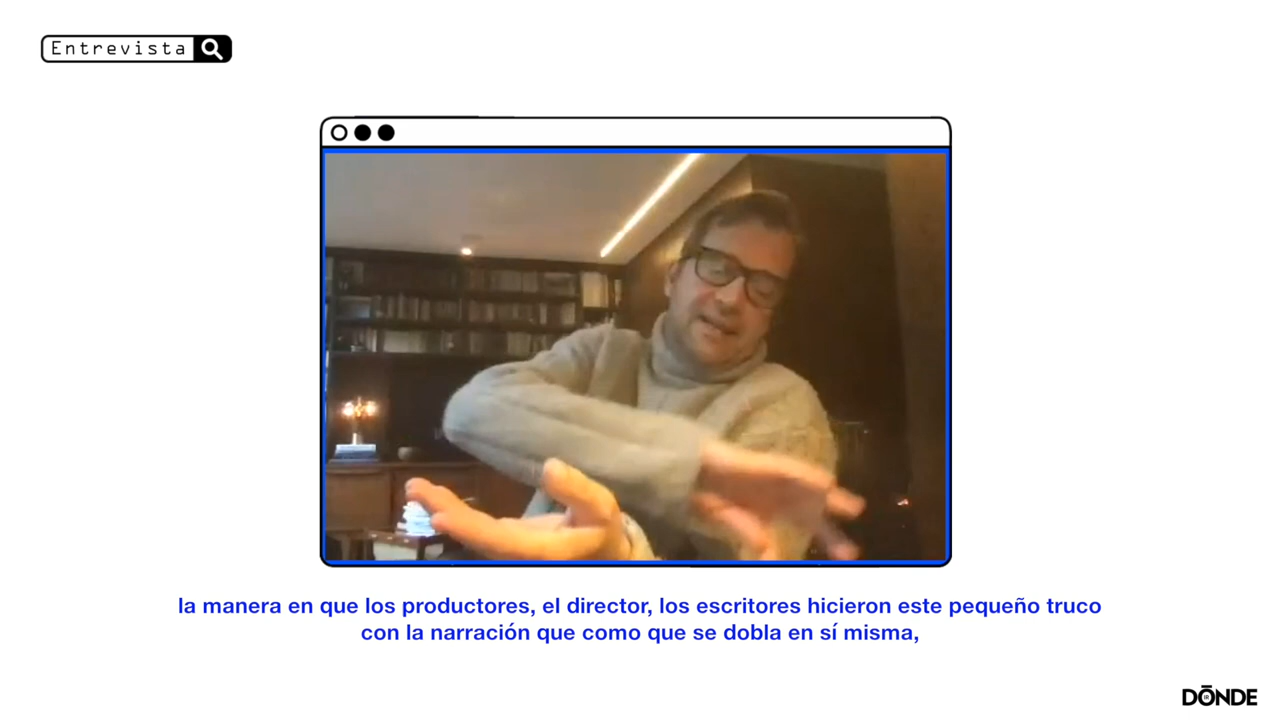 Entrevista
la manera en que los productores, el director, los escritores hicieron este pequeño truco
con la narración que como que se dobla en sí misma,
DŌNDE
IR